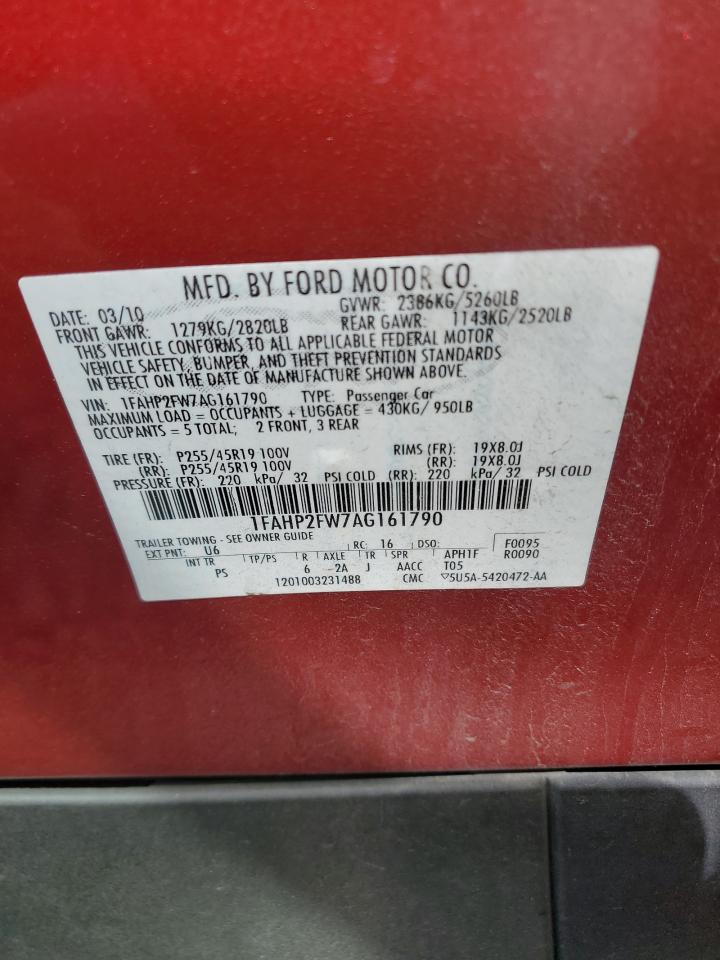 MFD. BY FORD MOTOR CO.
DATE: 03/10 GVWR: 2386KG/5260LB
FRONT GAWR: 1279KG/2820LB REAR GAWR: 1143KG/2520LB
THIS VEHICLE CONFORMS TO ALL APPLICABLE FEDERAL MOTOR
VEHICLE SAFETY, BUMPER, AND THEFT PREVENTION STANDARDS
IN EFFECT ON THE DATE OF MANUFACTURE SHOWN ABOVE.
VIN: 1FAHP2FW7AG161790 TYPE: Passenger Car
MAXIMUM LOAD = OCCUPANTS + LUGGAGE = 430KG/ 950LB
OCCUPANTS = 5 TOTAL; 2 FRONT, 3 REAR
TIRE (FR): P255/45R19 100V RIMS (FR): 19X8.0J
(RR): P255/45R19 100V (RR): 19X8.0J
PRESSURE (FR): 220 kPa/ 32 PSI COLD (RR): 220 kPa/ 32 PSI COLD
1FAHP2FW7AG161790
TRAILER TOWING - SEE OWNER GUIDE F0095
EXT PNT: U6 RC: 16 DSO: R0090
INT TR TP/PS R AXLE TR SPR APH1F T05
PS 6 -2A J AACC
1201003231488 CMC ▽5U5A-5420472-AA